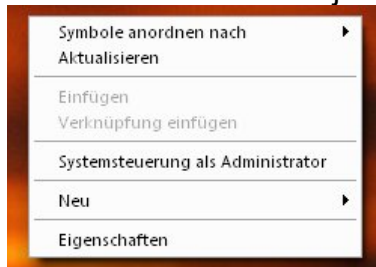 Symbole anordnen nach
Aktualisieren
Einfügen
Verknüpfung einfügen
Systemsteuerung als Administrator
Neu
Eigenschaften